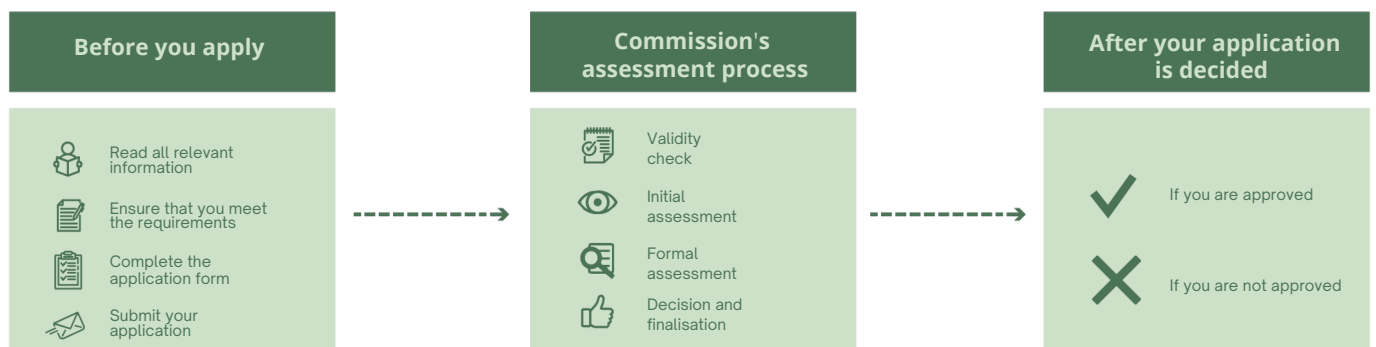 Before you apply
Read all relevant
information
Ensure that you meet
the requirements
Complete the
application form
Submit your
application
Commission's
assessment process
Validity
check
Initial
assessment
Formal
assessment
Decision and
finalisation
After your application
is decided
If you are approved
If you are not approved